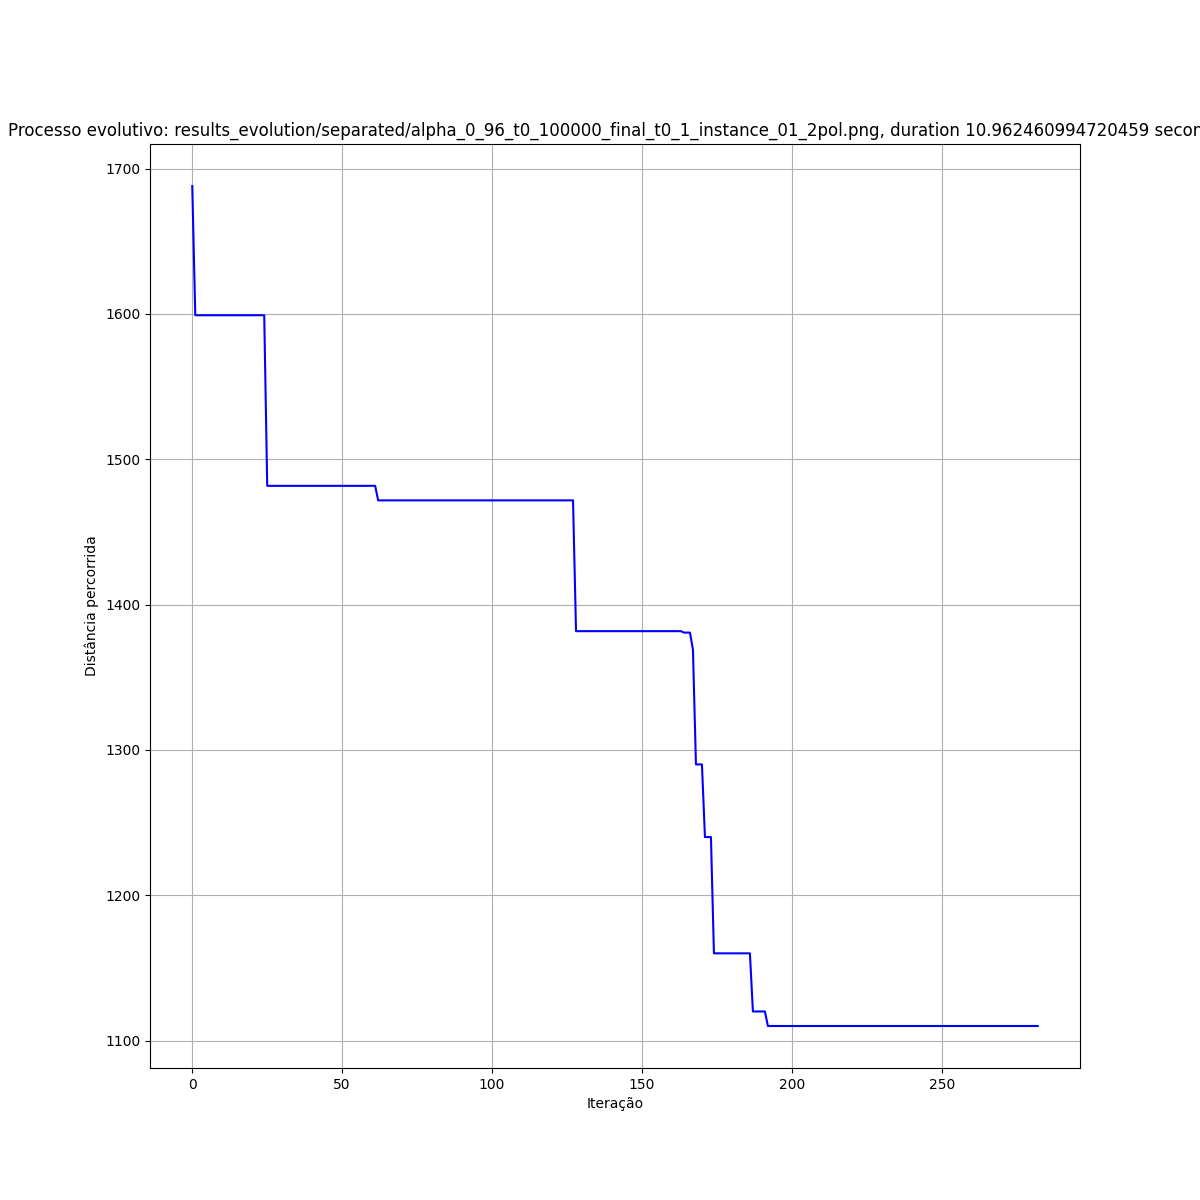 Processo evolutivo: results_evolution/separated/alpha_0_96_t0_100000_final_t0_1_instance_01_2pol.png, duration 10.962460994720459 secon
1700
1600
1500
1400
1300
1200
1100
Distância percorrida
0 50 100 150 200 250
Iteração